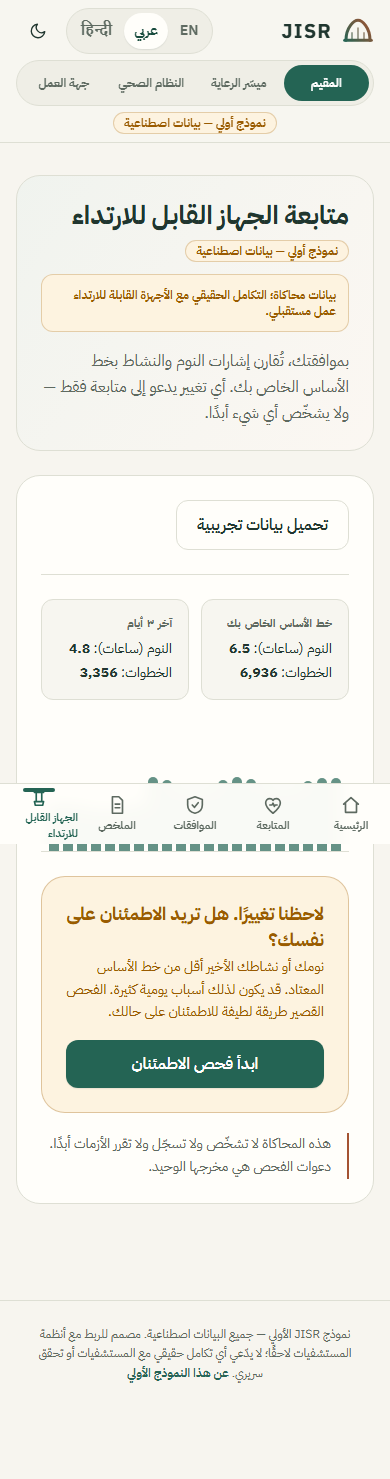 JISR
EN
عربي
हिन्दी
المقيم
ميسّر الرعاية
النظام الصحي
جهة العمل
نموذج أولي — بيانات اصطناعية
متابعة الجهاز القابل للارتداء
نموذج أولي — بيانات اصطناعية
بيانات محاكاة؛ التكامل الحقيقي مع الأجهزة القابلة للارتداء
عمل مستقبلي.
بموافقتك، تُقارن إشارات النوم والنشاط بخط
الأساس الخاص بك. أي تغيير يدعو إلى متابعة فقط —
ولا يشخّص أي شيء أبدًا.
تحميل بيانات تجريبية
خط الأساس الخاص بك
النوم (ساعات): 6.5
الخطوات: 6,936
آخر ٣ أيام
النوم (ساعات): 4.8
الخطوات: 3,356
الرئيسية
المتابعة
الموافقات
الملخص
الجهاز القابل
للارتداء
لاحظنا تغييرًا. هل تريد الاطمئنان على
نفسك؟
نومك أو نشاطك الأخير أقل من خط الأساس
المعتاد. قد يكون لذلك أسباب يومية كثيرة. الفحص
القصير طريقة لطيفة للاطمئنان على حالك.
ابدأ فحص الاطمئنان
هذه المحاكاة لا تشخّص ولا تسجّل ولا تقرر الأزمات أبدًا.
دعوات الفحص هي مخرجها الوحيد.
نموذج JISR الأولي — جميع البيانات اصطناعية. مصمم للربط مع أنظمة
المستشفيات لاحقًا؛ لا يدّعي أي تكامل حقيقي مع المستشفيات أو تحقق
سريري. عن هذا النموذج الأولي